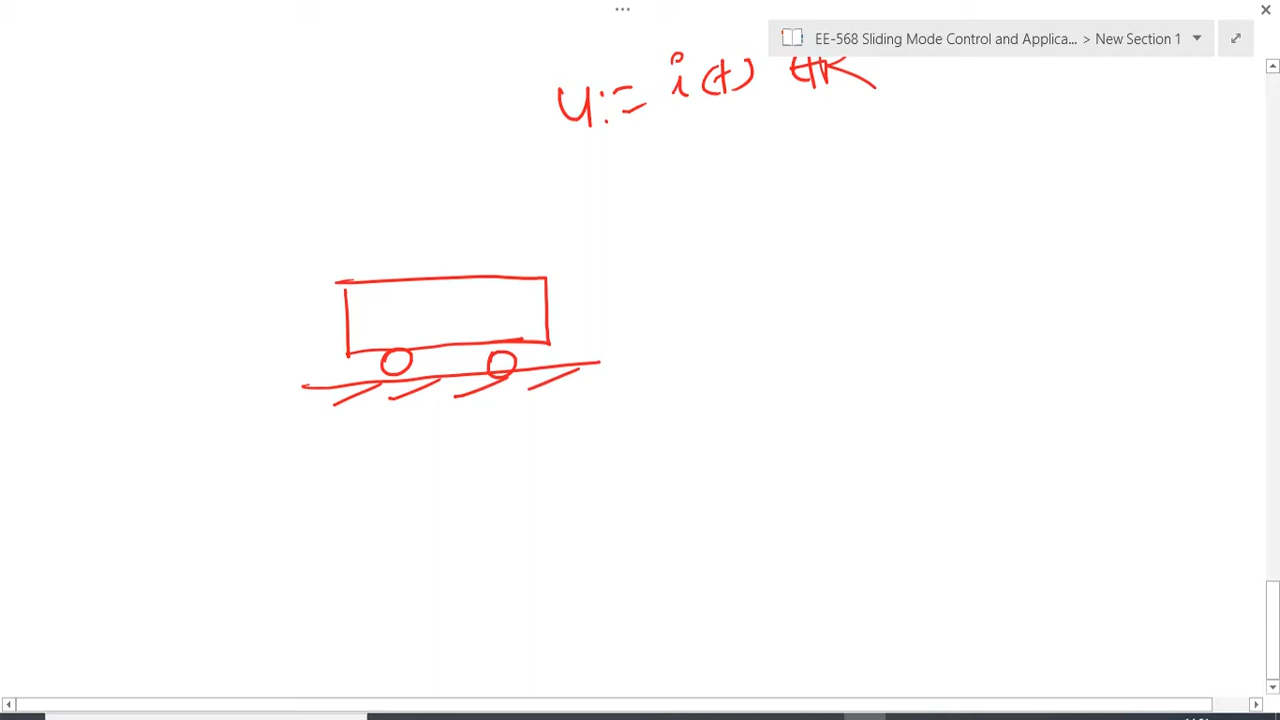 EE-568 Sliding Mode Control and Applica... > New Section 1
u := i(t)